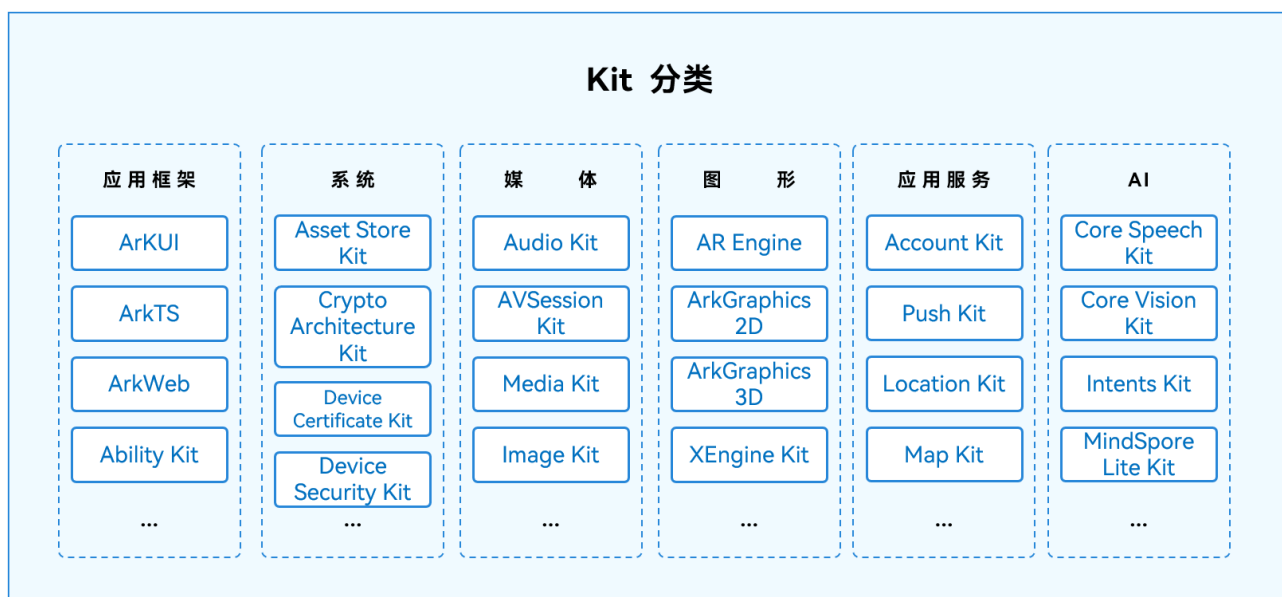 Kit 分类
应用框架
ArKUI
ArkTS
ArkWeb
Ability Kit
...
系统
Asset Store
Kit
Crypto
Architecture
Kit
Device
Certificate Kit
Device
Security Kit
...
媒 体
Audio Kit
AVSession
Kit
Media Kit
Image Kit
...
图 形
AR Engine
ArkGraphics
2D
ArkGraphics
3D
XEngine Kit
...
应用服务
Account Kit
Push Kit
Location Kit
Map Kit
...
AI
Core Speech
Kit
Core Vision
Kit
Intents Kit
MindSpore
Lite Kit
...